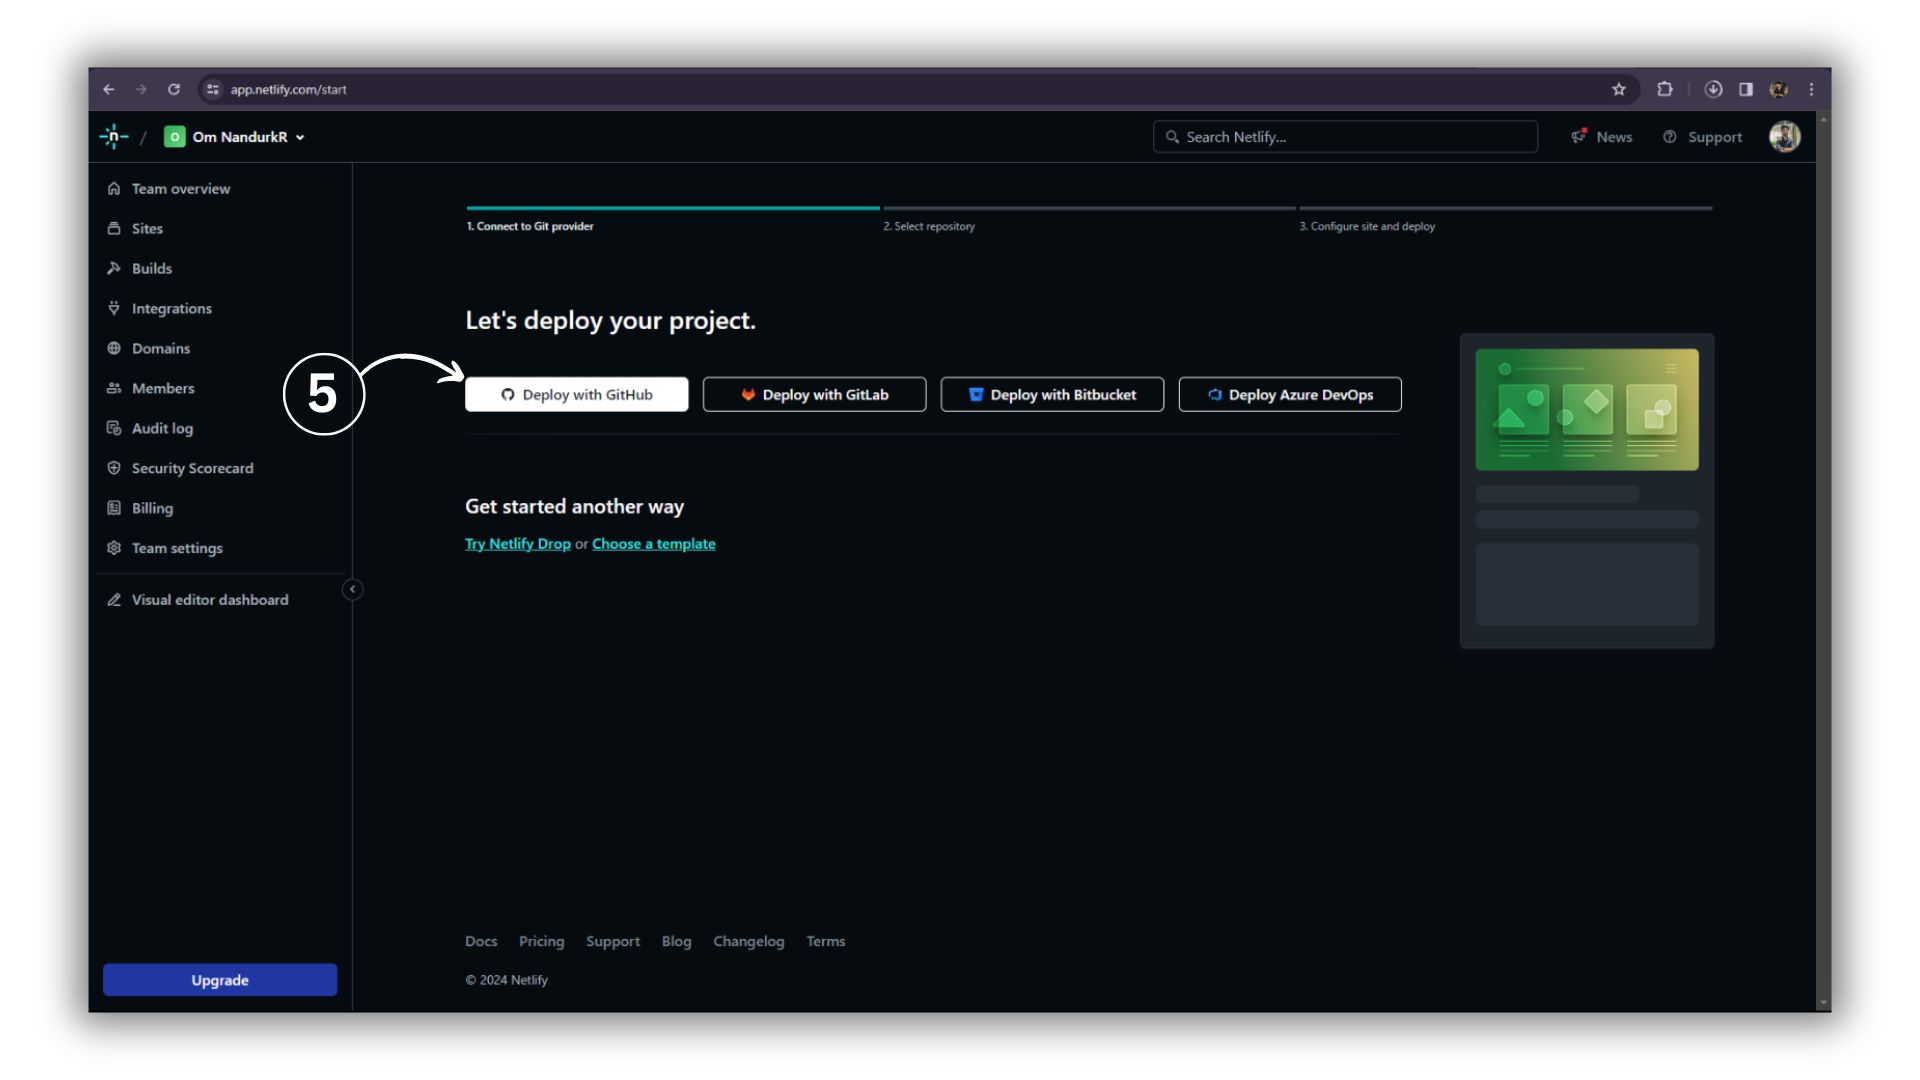 app.netlify.com/start
n / O Om NandurkR
Search Netlify...
News
Support
Team overview
Sites
Builds
Integrations
Domains
Members
Audit log
Security Scorecard
Billing
Team settings
Visual editor dashboard
Upgrade
1. Connect to Git provider
2. Select repository
3. Configure site and deploy
Let's deploy your project.
5
Deploy with GitHub
Deploy with GitLab
Deploy with Bitbucket
Deploy Azure DevOps
Get started another way
Try Netlify Drop or Choose a template
Docs Pricing Support Blog Changelog Terms
© 2024 Netlify